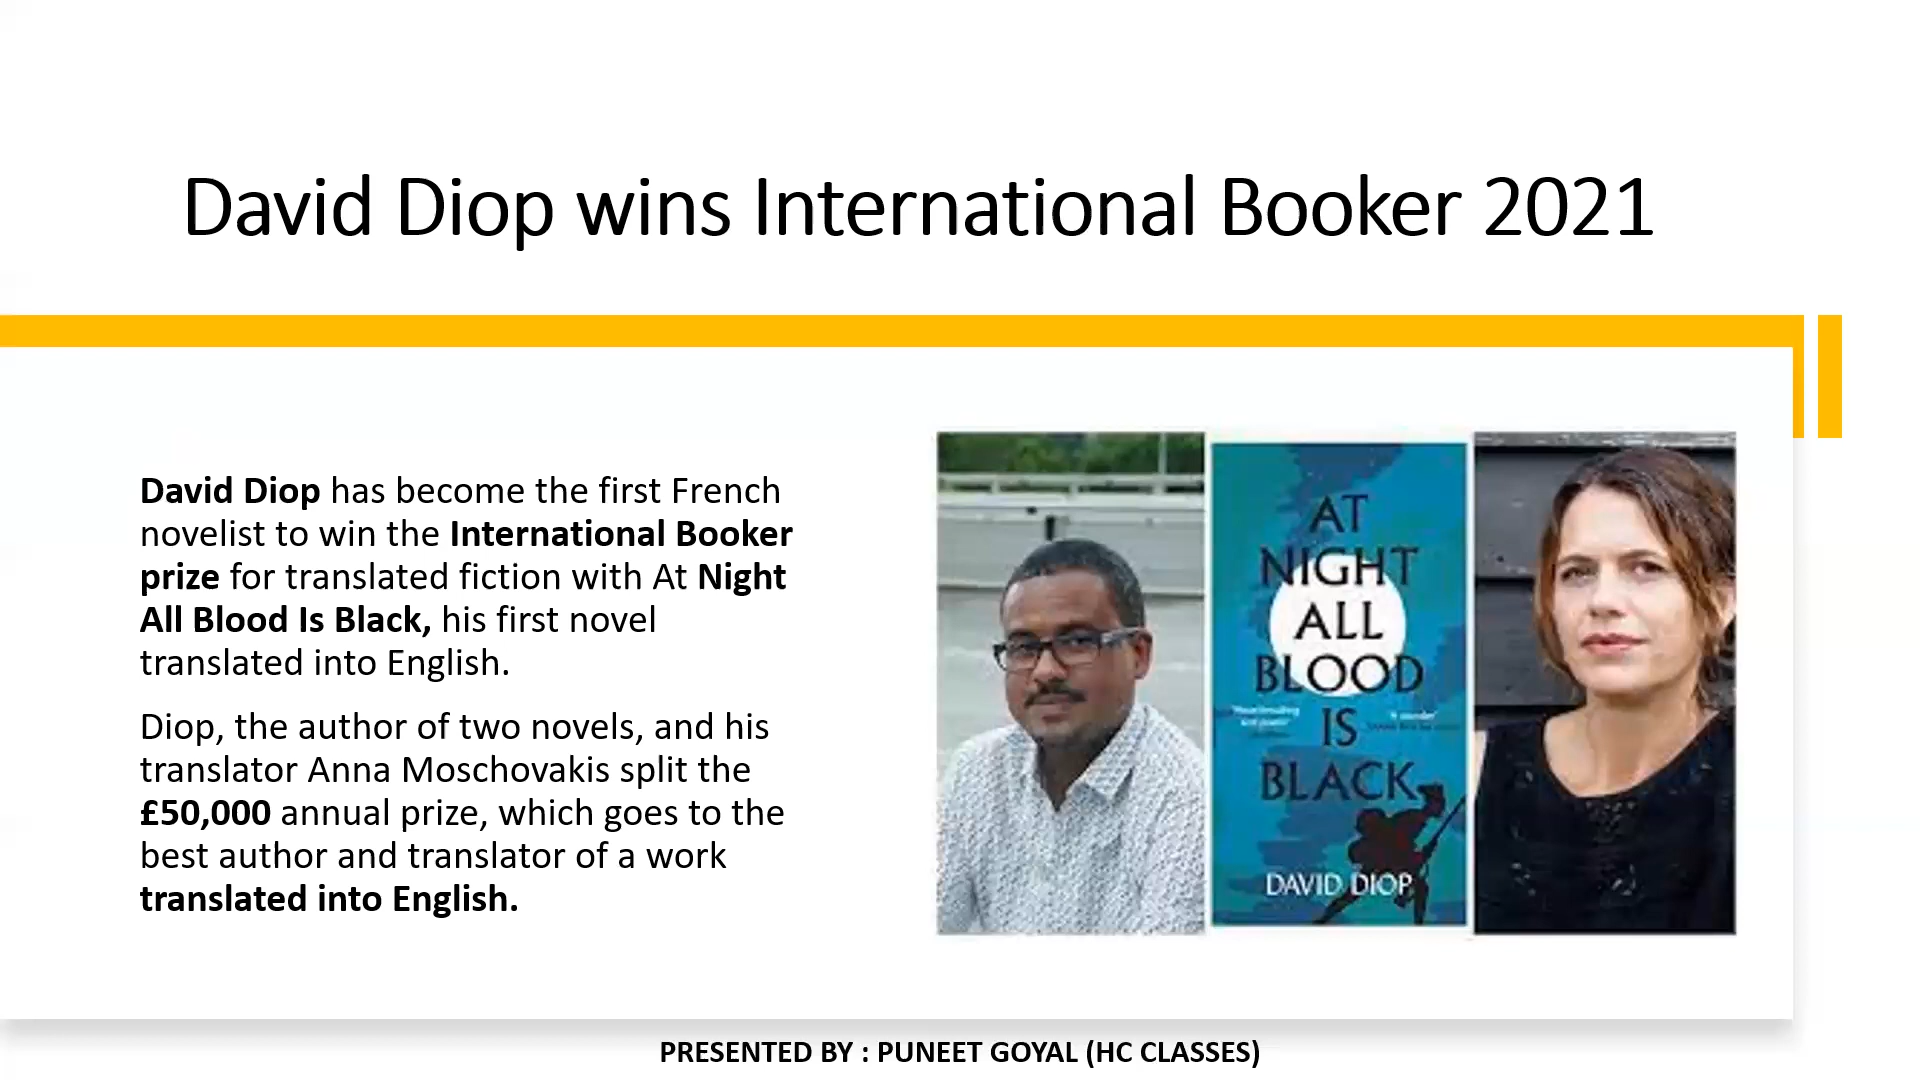 David Diop wins International Booker 2021
David Diop has become the first French
novelist to win the International Booker
prize for translated fiction with At Night
All Blood Is Black, his first novel
translated into English.
Diop, the author of two novels, and his
translator Anna Moschovakis split the
£50,000 annual prize, which goes to the
best author and translator of a work
translated into English.
AT
NIGHT
ALL
BLOOD
IS
BLACK
DAVID DIOP
PRESENTED BY : PUNEET GOYAL (HC CLASSES)